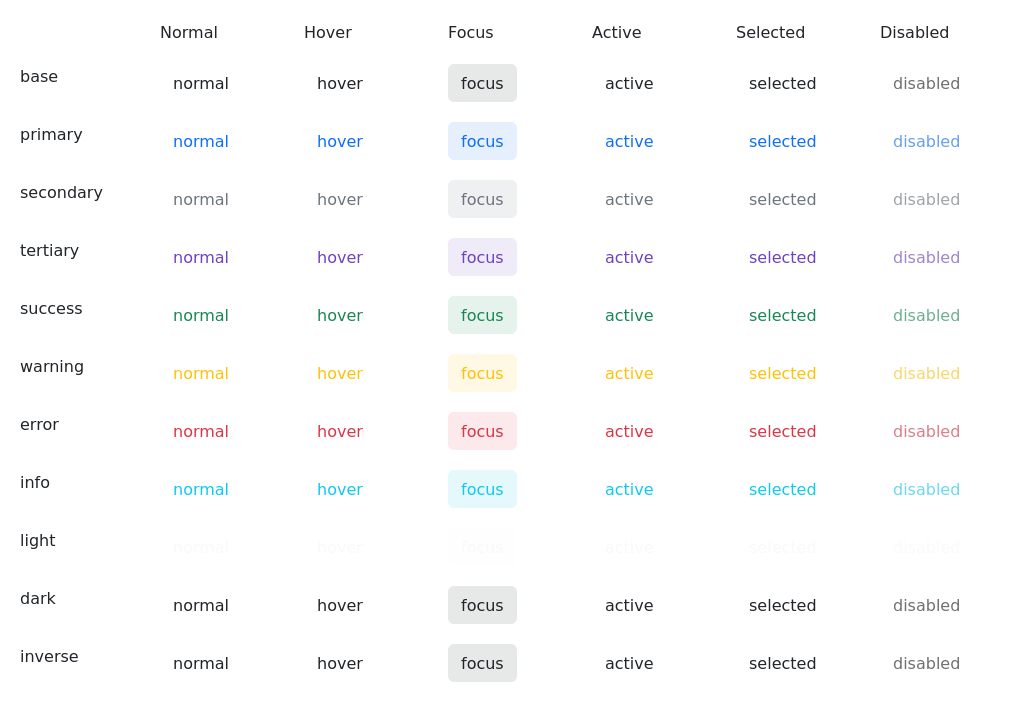 Normal Hover Focus Active Selected Disabled
base normal hover focus active selected disabled
primary normal hover focus active selected disabled
secondary normal hover focus active selected disabled
tertiary normal hover focus active selected disabled
success normal hover focus active selected disabled
warning normal hover focus active selected disabled
error normal hover focus active selected disabled
info normal hover focus active selected disabled
light normal hover focus active selected disabled
dark normal hover focus active selected disabled
inverse normal hover focus active selected disabled